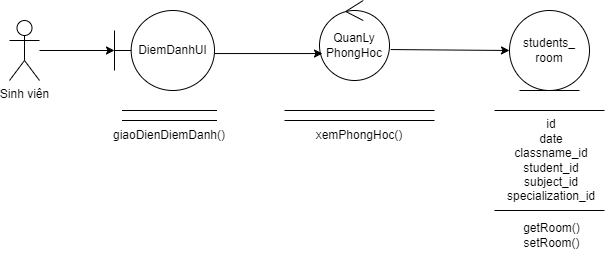 Sinh viên
DiemDanhUI
giaoDienDiemDanh()
QuanLy
PhongHoc
xemPhongHoc()
students_
room
id
date
classname_id
student_id
subject_id
specialization_id
getRoom()
setRoom()